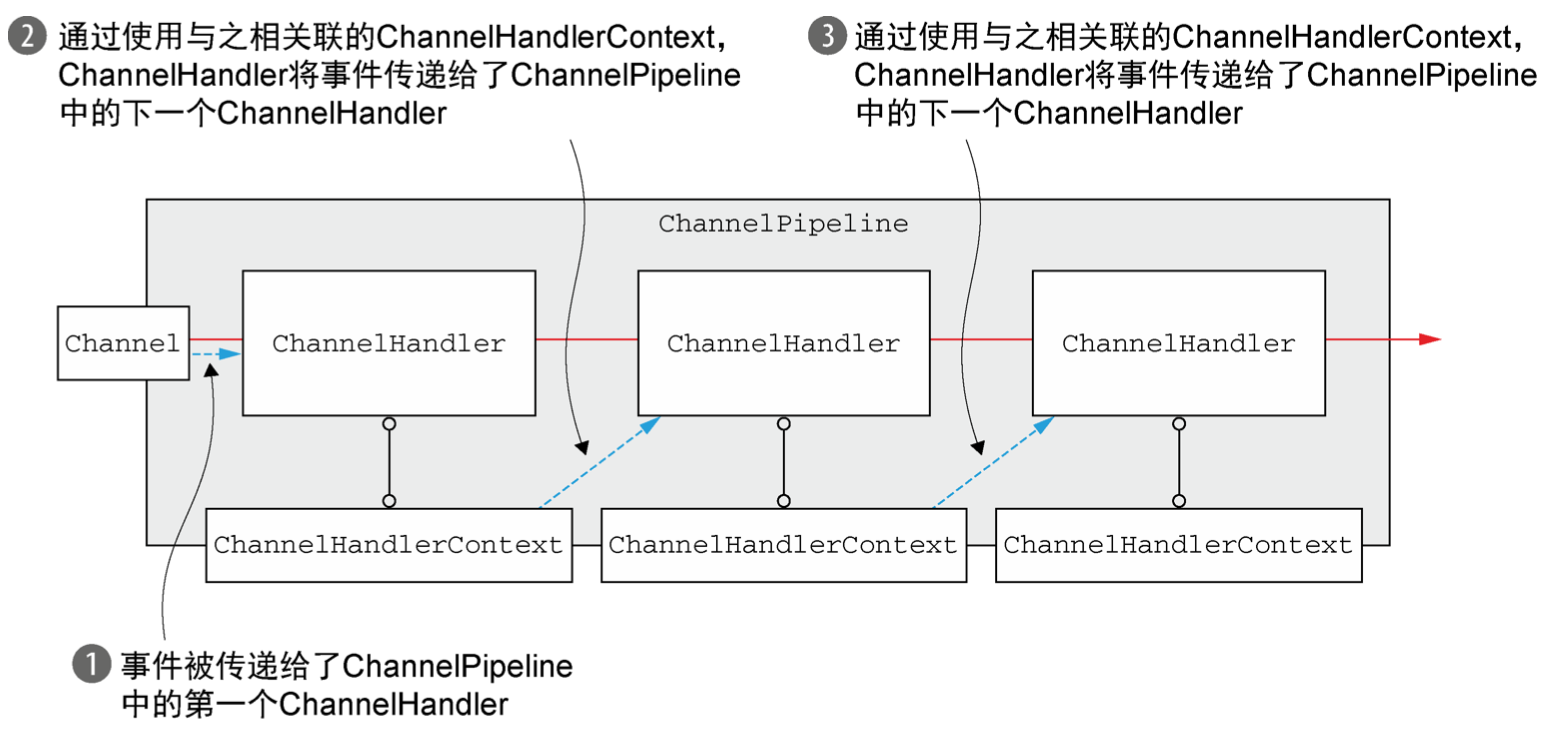 2 通过使用与之相关联的ChannelHandlerContext,
ChannelHandler将事件传递给了ChannelPipeline
中的下一个ChannelHandler
3 通过使用与之相关联的ChannelHandlerContext,
ChannelHandler将事件传递给了ChannelPipeline
中的下一个ChannelHandler
ChannelPipeline
Channel
ChannelHandler
ChannelHandler
ChannelHandler
ChannelHandlerContext
ChannelHandlerContext
ChannelHandlerContext
1 事件被传递给了ChannelPipeline
中的第一个ChannelHandler